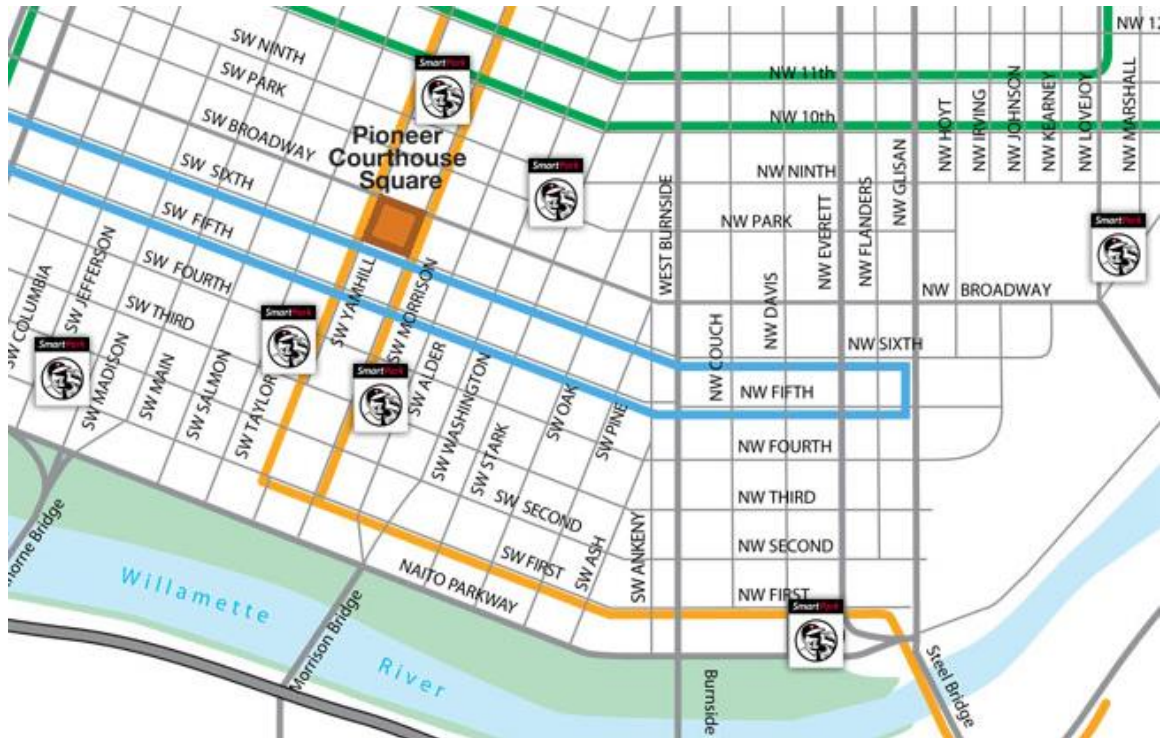 NW 12
SW NINTH
SW PARK
SW BROADWAY
SW SIXTH
SW FIFTH
SW FOURTH
SW THIRD
SmartPark
Pioneer
Courthouse
Square
SmartPark
NW 11th
NW 10th
NW NINTH
NW PARK
NW BROADWAY
NW SIXTH
NW FIFTH
NW FOURTH
NW THIRD
NW SECOND
NW FIRST
NW HOYT
NW IRVING
NW JOHNSON
NW KEARNEY
NW LOVEJOY
NW MARSHALL
WEST BURNSIDE
NW COUCH
NW DAVIS
NW EVERETT
NW FLANDERS
NW GLISAN
SmartPark
SmartPark
SmartPark
SmartPark
SmartPark
SW COLUMBIA
SW JEFFERSON
SW MADISON
SW MAIN
SW SALMON
SW TAYLOR
SW YAMHILL
SW MORRISON
SW ALDER
SW WASHINGTON
SW STARK
SW OAK
SW PINE
SW ASH
SW ANKENY
SW SECOND
SW FIRST
NAITO PARKWAY
horne Bridge
Morrison Bridge
Burnside
Steel Bridge
Willamette
River